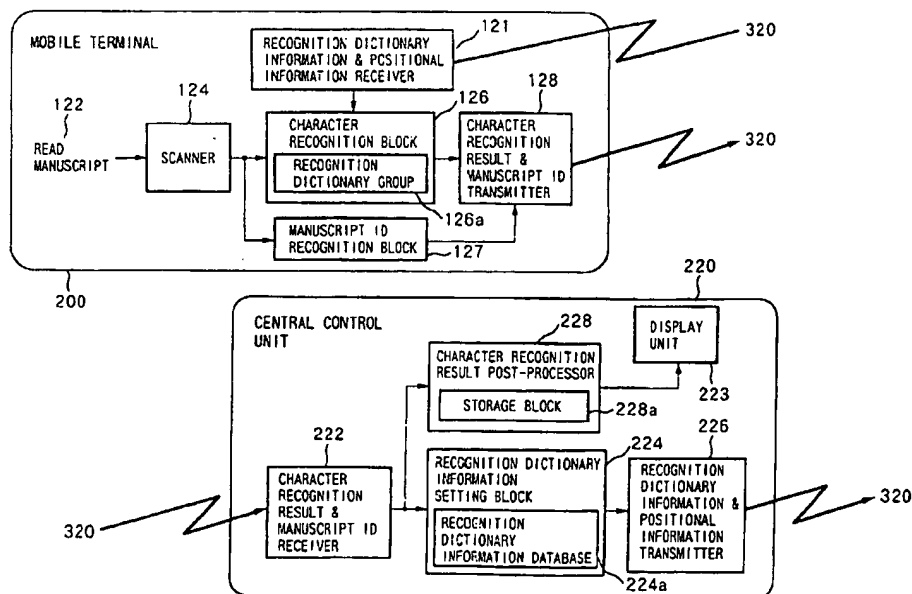 MOBILE TERMINAL
RECOGNITION DICTIONARY
INFORMATION & POSITIONAL
INFORMATION RECEIVER
121
320
122
READ
MANUSCRIPT
124
SCANNER
126
CHARACTER
RECOGNITION BLOCK
RECOGNITION
DICTIONARY GROUP
126a
128
CHARACTER
RECOGNITION
RESULT &
MANUSCRIPT ID
TRANSMITTER
320
MANUSCRIPT ID
RECOGNITION BLOCK
127
200
220
CENTRAL CONTROL
UNIT
228
CHARACTER RECOGNITION
RESULT POST-PROCESSOR
STORAGE BLOCK
228a
DISPLAY
UNIT
223
222
CHARACTER
RECOGNITION
RESULT &
MANUSCRIPT ID
RECEIVER
320
224
RECOGNITION DICTIONARY
INFORMATION
SETTING BLOCK
RECOGNITION
DICTIONARY
INFORMATION DATABASE
224a
226
RECOGNITION
DICTIONARY
INFORMATION &
POSITIONAL
INFORMATION
TRANSMITTER
320